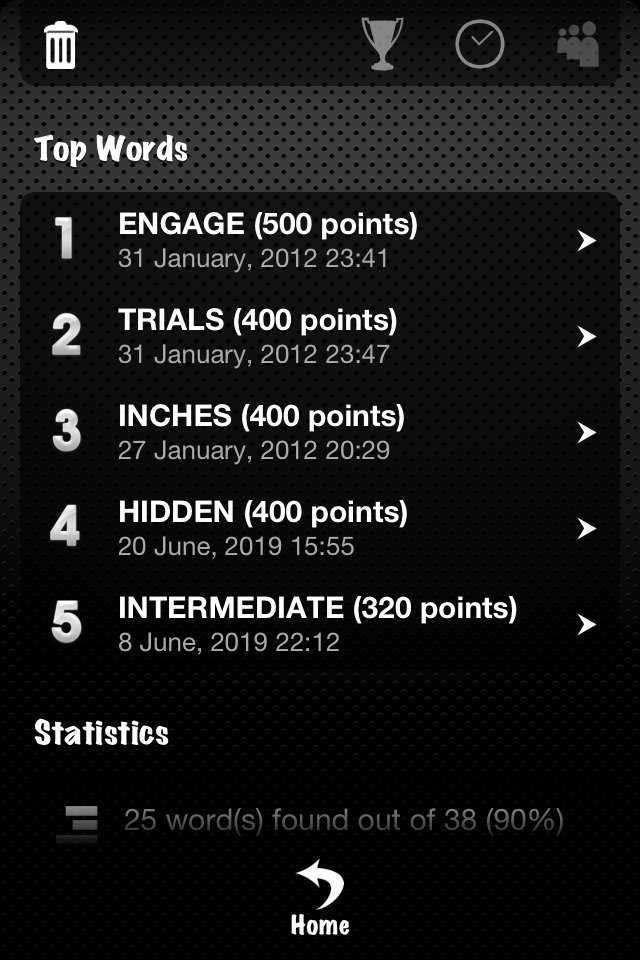 Top Words
1
ENGAGE (500 points)
31 January, 2012 23:41
2
TRIALS (400 points)
31 January, 2012 23:47
3
INCHES (400 points)
27 January, 2012 20:29
4
HIDDEN (400 points)
20 June, 2019 15:55
5
INTERMEDIATE (320 points)
8 June, 2019 22:12
Statistics
25 word(s) found out of 38 (90%)
Home